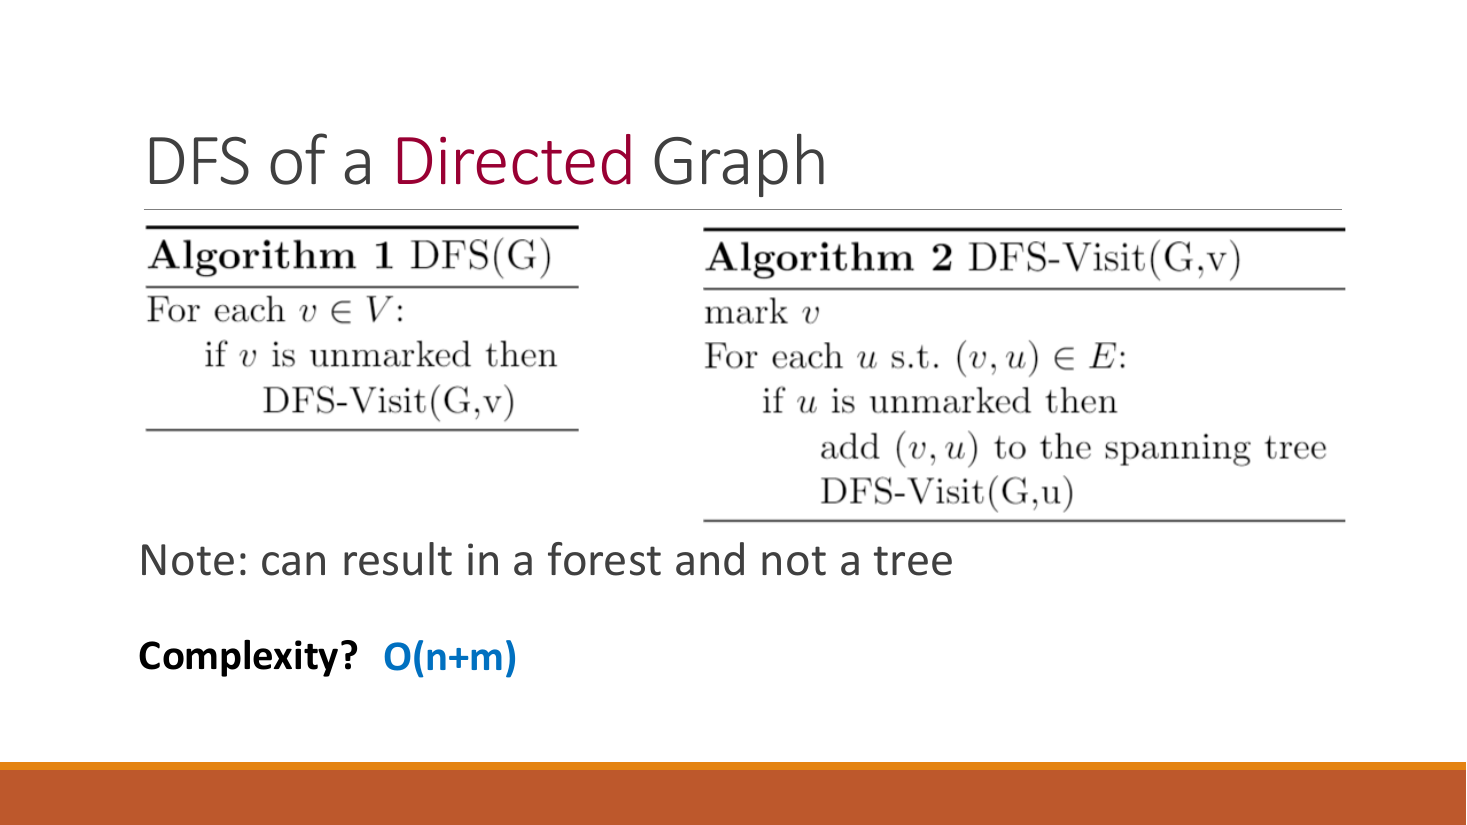 DFS of a Directed Graph
Algorithm 1 DFS(G)
For each v ∈ V:
if v is unmarked then
DFS-Visit(G,v)
Algorithm 2 DFS-Visit(G,v)
mark v
For each u s.t. (v, u) ∈ E:
if u is unmarked then
add (v, u) to the spanning tree
DFS-Visit(G,u)
Note: can result in a forest and not a tree
Complexity? O(n+m)